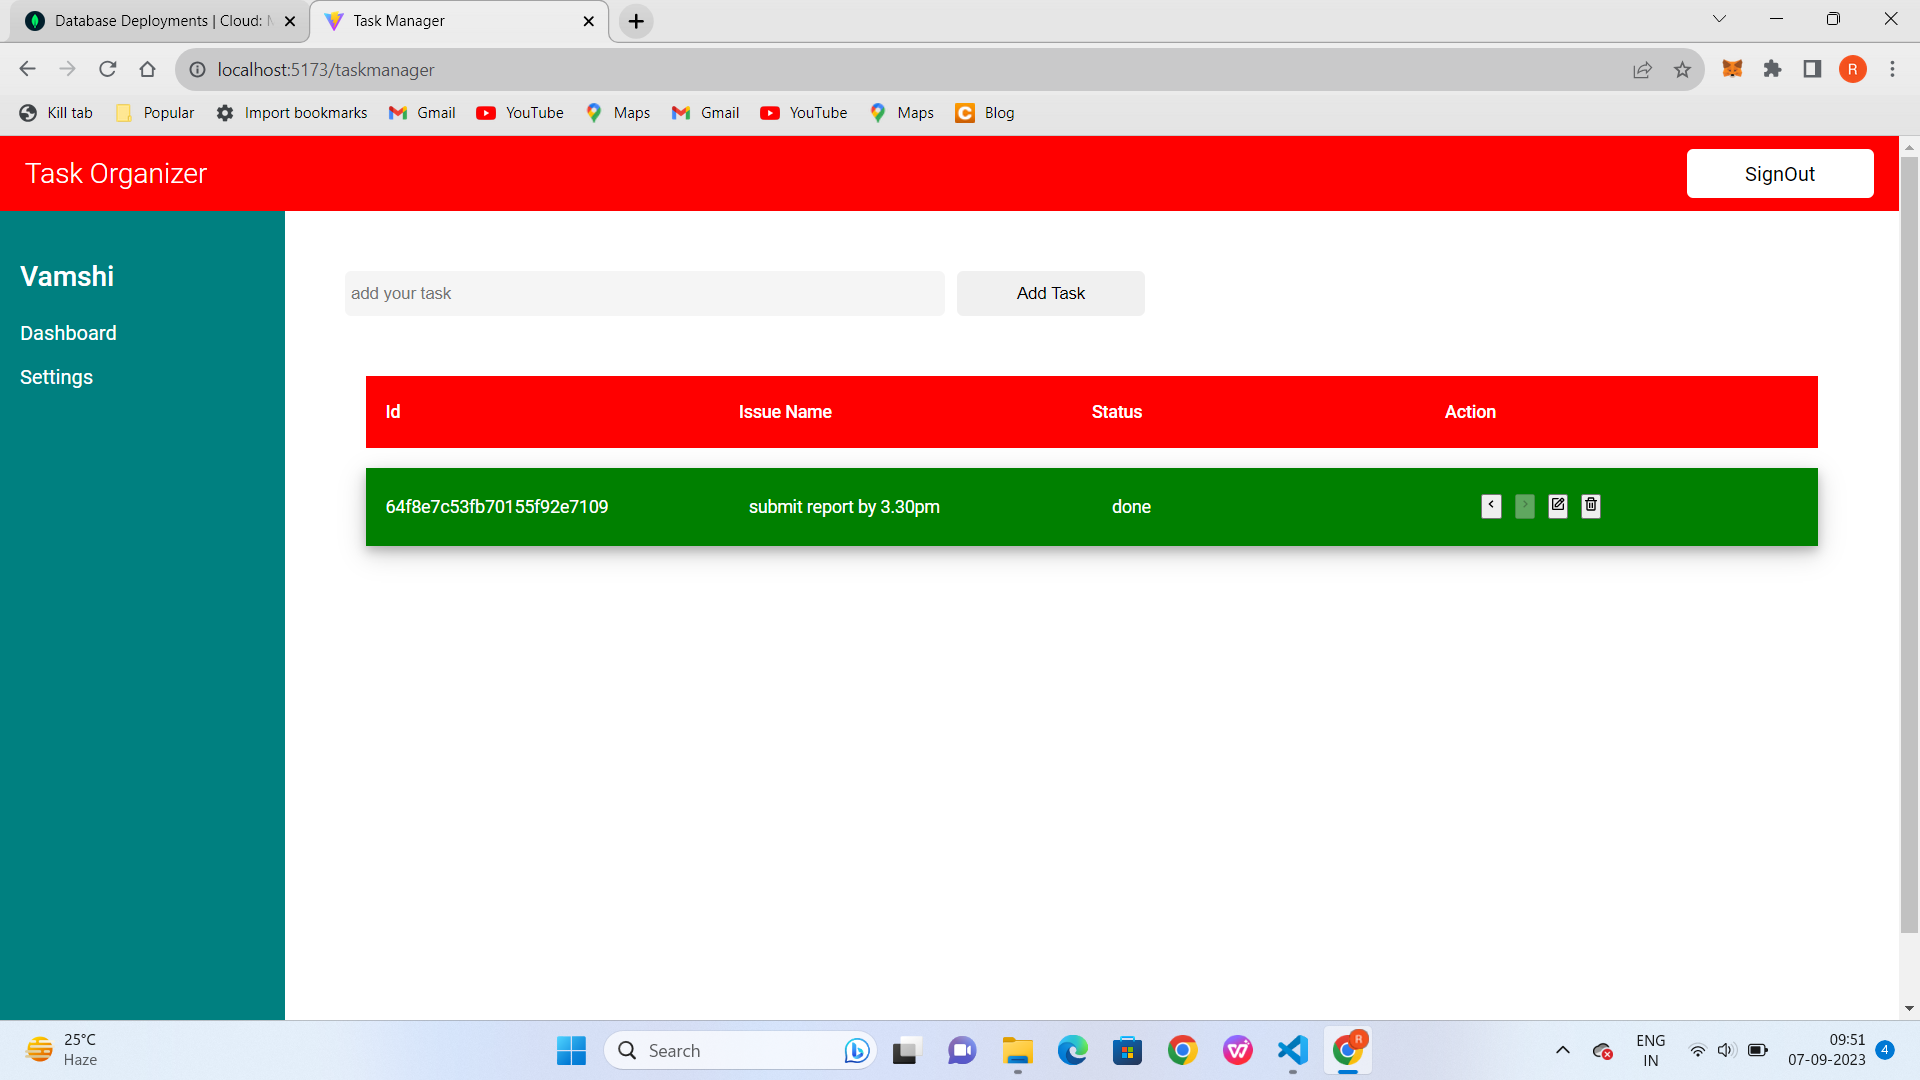 Database Deployments | Cloud: M
Task Manager
localhost:5173/taskmanager
R
Kill tab
Popular
Import bookmarks
Gmail
YouTube
Maps
Gmail
YouTube
Maps
Blog
Task Organizer
SignOut
Vamshi
Dashboard
Settings
add your task
Add Task
Id Issue Name Status Action
64f8e7c53fb70155f92e7109 submit report by 3.30pm done
25°C
Haze
Search
R
ENG
IN
09:51
07-09-2023
4